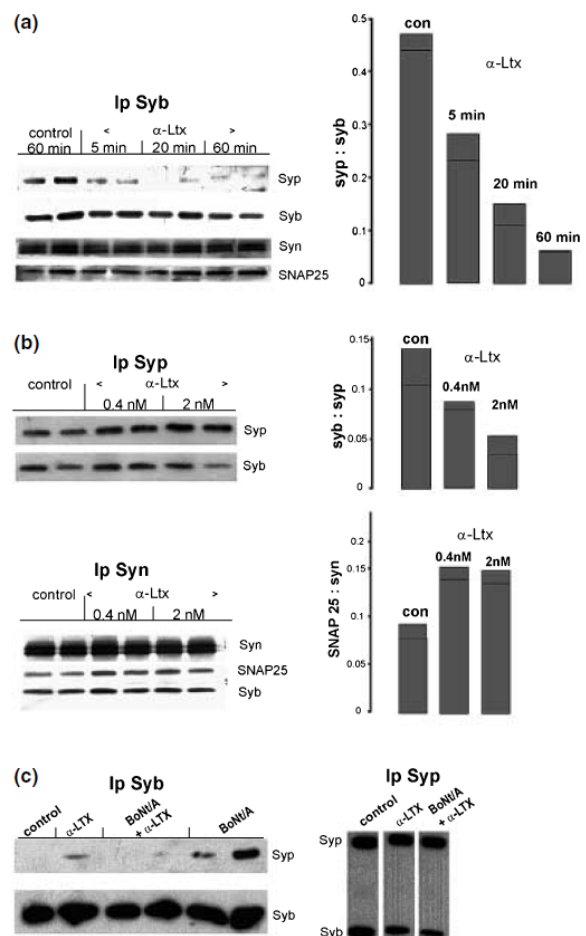 (a)
Ip Syb
control < α-Ltx >
60 min 5 min 20 min 60 min
Syp
Syb
Syn
SNAP25
0.5
0.4
0.3
0.2
0.1
0
syp : syb
con
α-Ltx
5 min
20 min
60 min
(b)
Ip Syp
control < α-Ltx >
0.4 nM 2 nM
Syp
Syb
0.15
0.15
0.05
0
syb : syp
con
α-Ltx
0.4nM
2nM
Ip Syn
control < α-Ltx >
0.4 nM 2 nM
Syn
SNAP25
Syb
0.2
0.15
0.1
0.05
0
SNAP 25 : syn
α-Ltx
con
0.4nM
2nM
(c)
Ip Syb
control
α-LTX
BoNt/A
+ α-LTX
BoNt/A
Syp
Syb
Ip Syp
control
α-LTX
BoNt/A
+ α-LTX
Syp
Syb